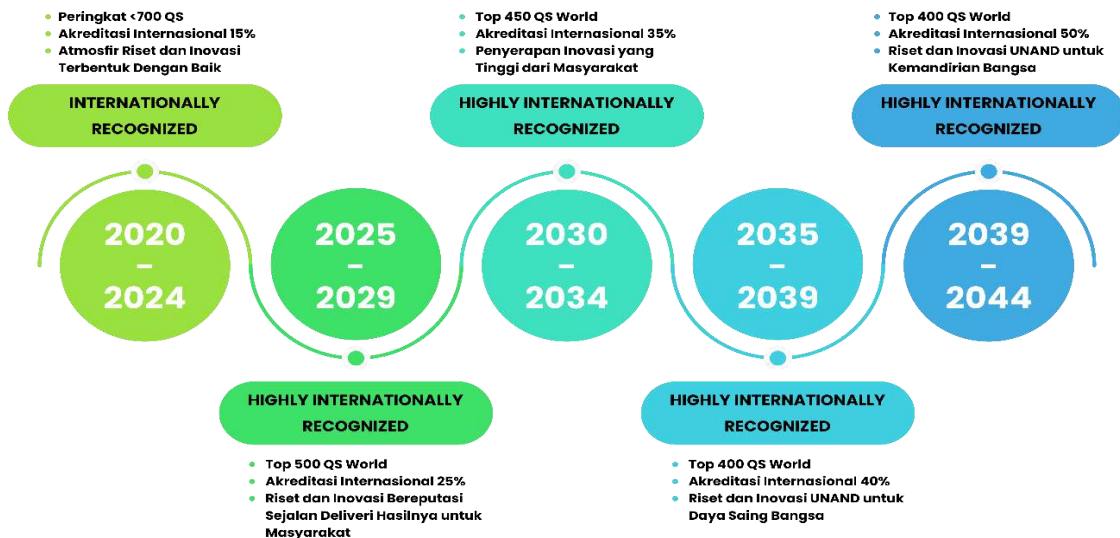 Peringkat <700 QS
Akreditasi Internasional 15%
Atmosfir Riset dan Inovasi
Terbentuk Dengan Baik
INTERNATIONALLY
RECOGNIZED
2020
–
2024
2025
–
2029
HIGHLY INTERNATIONALLY
RECOGNIZED
Top 500 QS World
Akreditasi Internasional 25%
Riset dan Inovasi Bereputasi
Sejalan Deliveri Hasilnya untuk
Masyarakat
Top 450 QS World
Akreditasi Internasional 35%
Penyerapan Inovasi yang
Tinggi dari Masyarakat
HIGHLY INTERNATIONALLY
RECOGNIZED
2030
–
2034
2035
–
2039
HIGHLY INTERNATIONALLY
RECOGNIZED
Top 400 QS World
Akreditasi Internasional 40%
Riset dan Inovasi UNAND untuk
Daya Saing Bangsa
Top 400 QS World
Akreditasi Internasional 50%
Riset dan Inovasi UNAND untuk
Kemandirian Bangsa
HIGHLY INTERNATIONALLY
RECOGNIZED
2039
–
2044